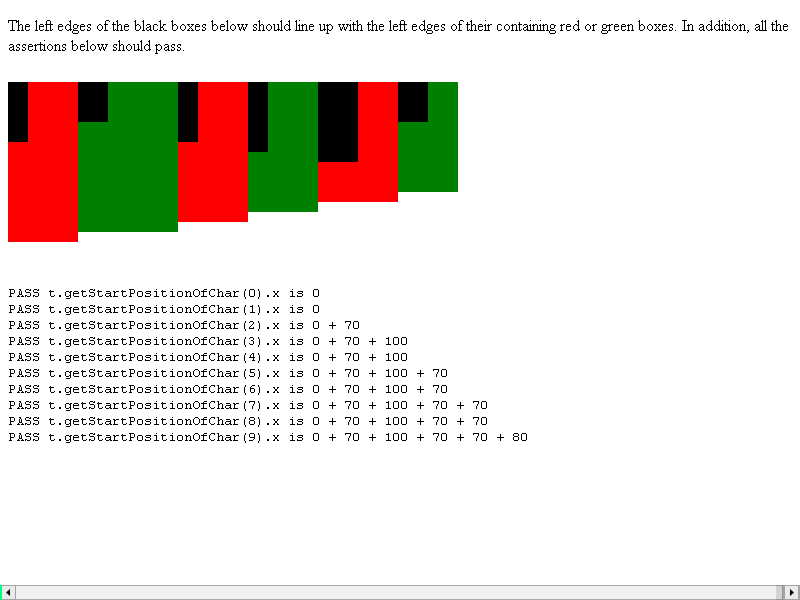 The left edges of the black boxes below should line up with the left edges of their containing red or green boxes. In addition, all the
assertions below should pass.
PASS t.getStartPositionOfChar(0).x is 0
PASS t.getStartPositionOfChar(1).x is 0
PASS t.getStartPositionOfChar(2).x is 0 + 70
PASS t.getStartPositionOfChar(3).x is 0 + 70 + 100
PASS t.getStartPositionOfChar(4).x is 0 + 70 + 100
PASS t.getStartPositionOfChar(5).x is 0 + 70 + 100 + 70
PASS t.getStartPositionOfChar(6).x is 0 + 70 + 100 + 70
PASS t.getStartPositionOfChar(7).x is 0 + 70 + 100 + 70 + 70
PASS t.getStartPositionOfChar(8).x is 0 + 70 + 100 + 70 + 70
PASS t.getStartPositionOfChar(9).x is 0 + 70 + 100 + 70 + 70 + 80